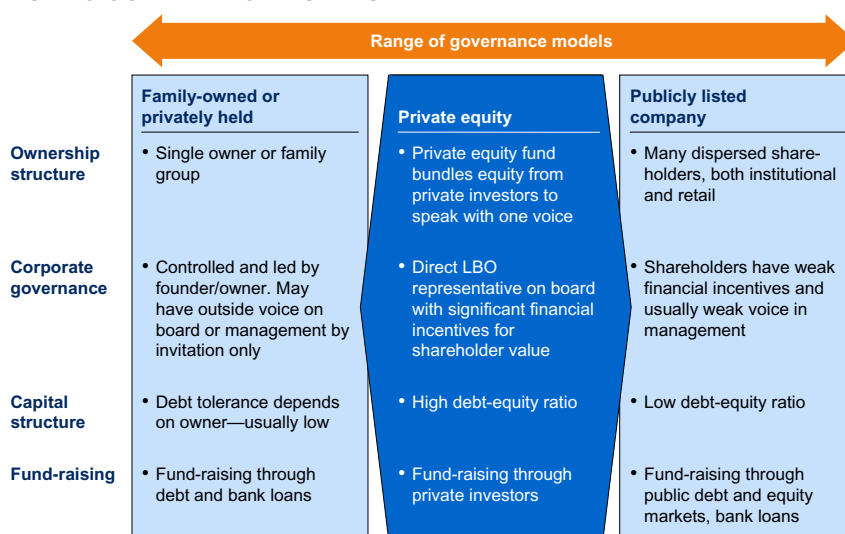 Range of governance models
Family-owned or
privately held
Private equity
Publicly listed
company
Ownership
structure
• Single owner or family
group
• Private equity fund
bundles equity from
private investors to
speak with one voice
• Many dispersed share-
holders, both institutional
and retail
Corporate
governance
• Controlled and led by
founder/owner. May
have outside voice on
board or management by
invitation only
• Direct LBO
representative on board
with significant financial
incentives for
shareholder value
• Shareholders have weak
financial incentives and
usually weak voice in
management
Capital
structure
• Debt tolerance depends
on owner—usually low
• High debt-equity ratio
• Low debt-equity ratio
Fund-raising
• Fund-raising through
debt and bank loans
• Fund-raising through
private investors
• Fund-raising through
public debt and equity
markets, bank loans